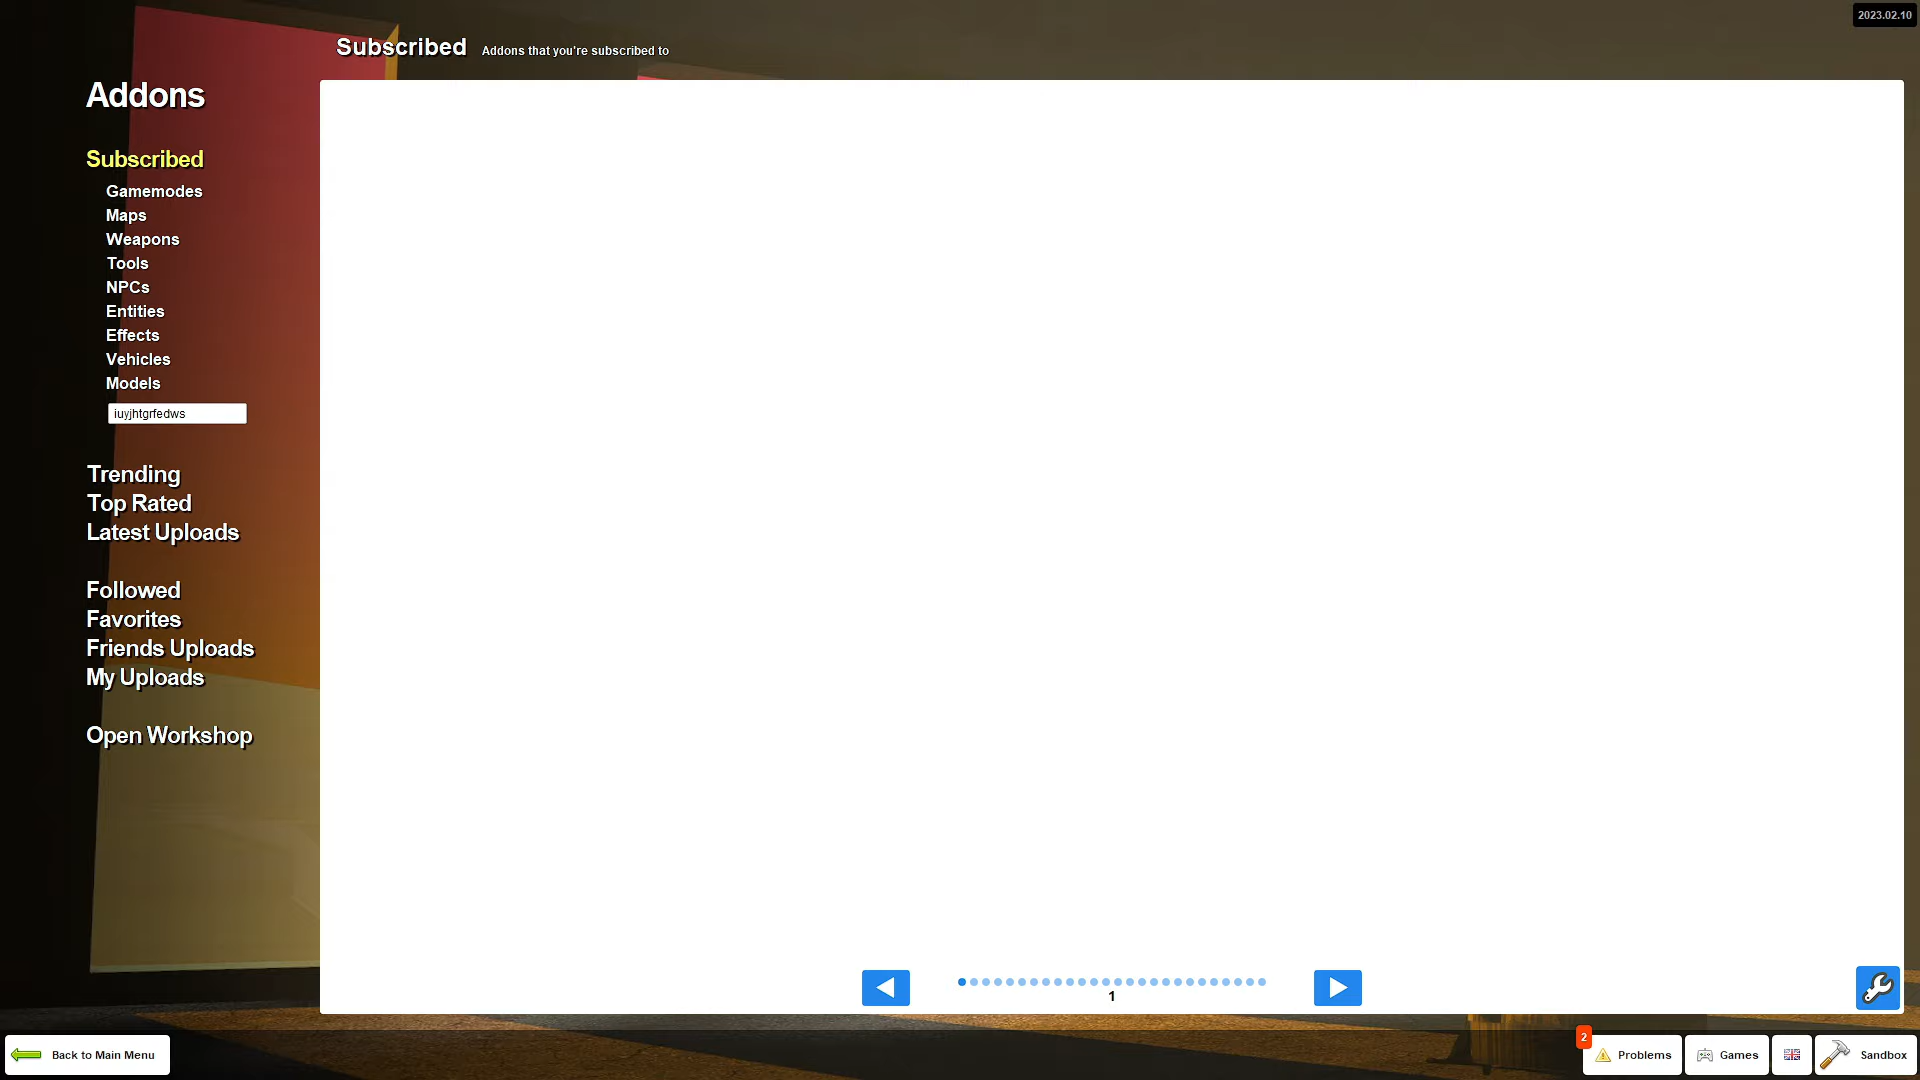 2023.02.10
Subscribed Addons that you're subscribed to
Addons
Subscribed
Gamemodes
Maps
Weapons
Tools
NPCs
Entities
Effects
Vehicles
Models
iuyjhtgrfedws
Trending
Top Rated
Latest Uploads
Followed
Favorites
Friends Uploads
My Uploads
Open Workshop
1
Back to Main Menu
2
Problems
Games
Sandbox